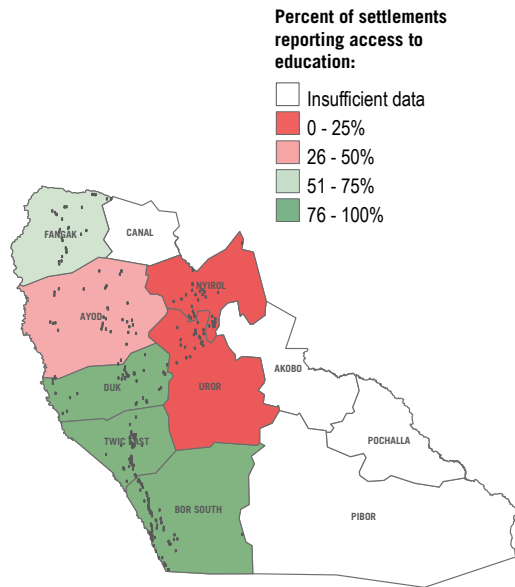 Percent of settlements
reporting access to
education:
Insufficient data
0 - 25%
26 - 50%
51 - 75%
76 - 100%
FANGAK
CANAL
NYIROL
AYOD
AKOBO
DUK
UROR
TWIC EAST
POCHALLA
BOR SOUTH
PIBOR